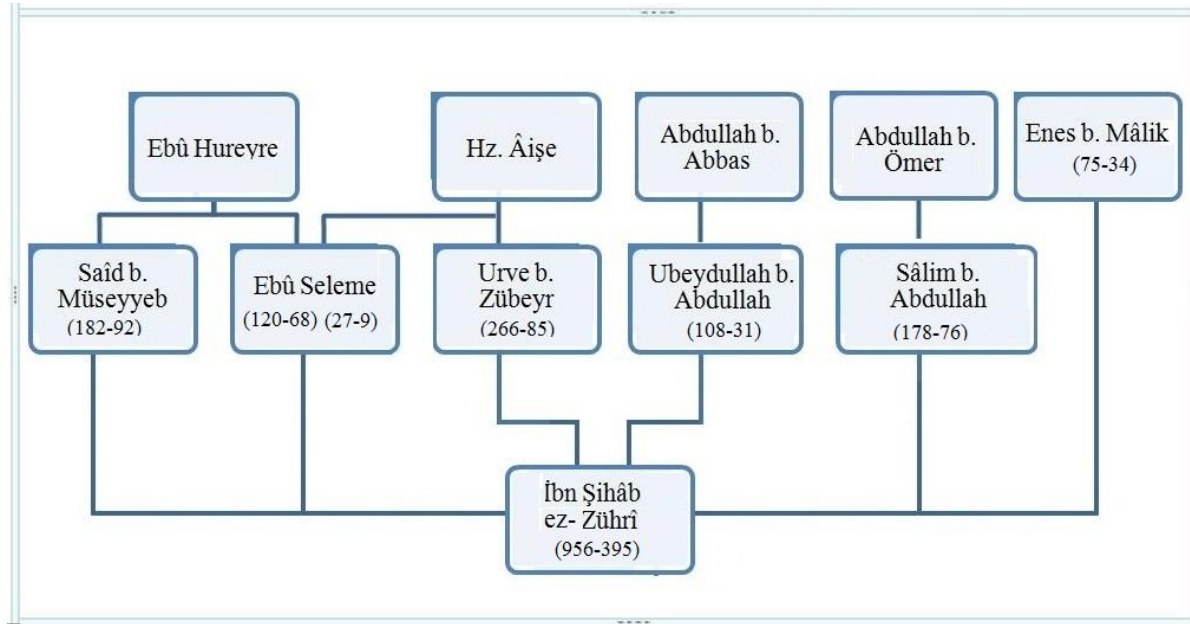 Ebû Hureyre
Hz. Âişe
Abdullah b.
Abbas
Abdullah b.
Ömer
Enes b. Mâlik
(75-34)
Saîd b.
Müseyyeb
(182-92)
Ebû Seleme
(120-68) (27-9)
Urve b.
Zübeyr
(266-85)
Ubeydullah b.
Abdullah
(108-31)
Sâlim b.
Abdullah
(178-76)
İbn Şihâb
ez- Zührî
(956-395)